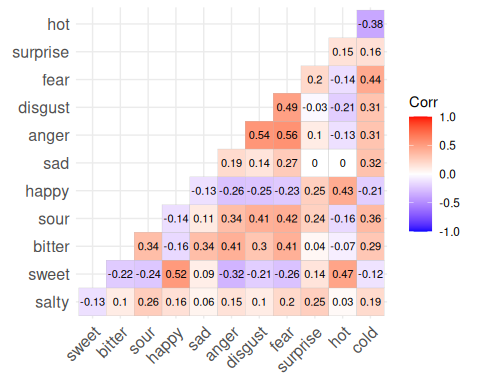 hot -0.38
surprise 0.15 0.16
fear 0.2 -0.14 0.44
disgust 0.49 -0.03 -0.21 0.31
Corr
anger 0.54 0.56 0.1 -0.13 0.31
1.0
sad 0.19 0.14 0.27 0 0 0.32
0.5
happy -0.13 -0.26 -0.25 -0.23 0.25 0.43 -0.21
0.0
sour -0.14 0.11 0.34 0.41 0.42 0.24 -0.16 0.36
-0.5
bitter 0.34 -0.16 0.34 0.41 0.3 0.41 0.04 -0.07 0.29
-1.0
sweet -0.22 -0.24 0.52 0.09 -0.32 -0.21 -0.26 0.14 0.47 -0.12
salty -0.13 0.1 0.26 0.16 0.06 0.15 0.1 0.2 0.25 0.03 0.19
sweet bitter sour happy sad anger disgust fear surprise hot cold